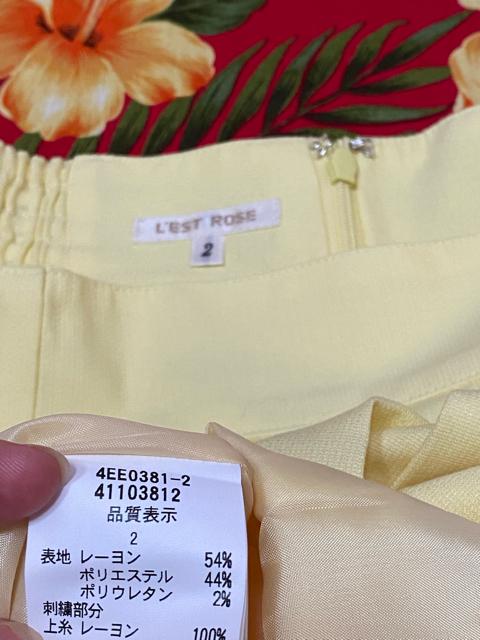 L'EST ROSE
2
4EE0381-2
41103812
品質表示
2
表地 レーヨン 54%
ポリエステル 44%
ポリウレタン 2%
刺繍部分
上糸 レーヨン 100%